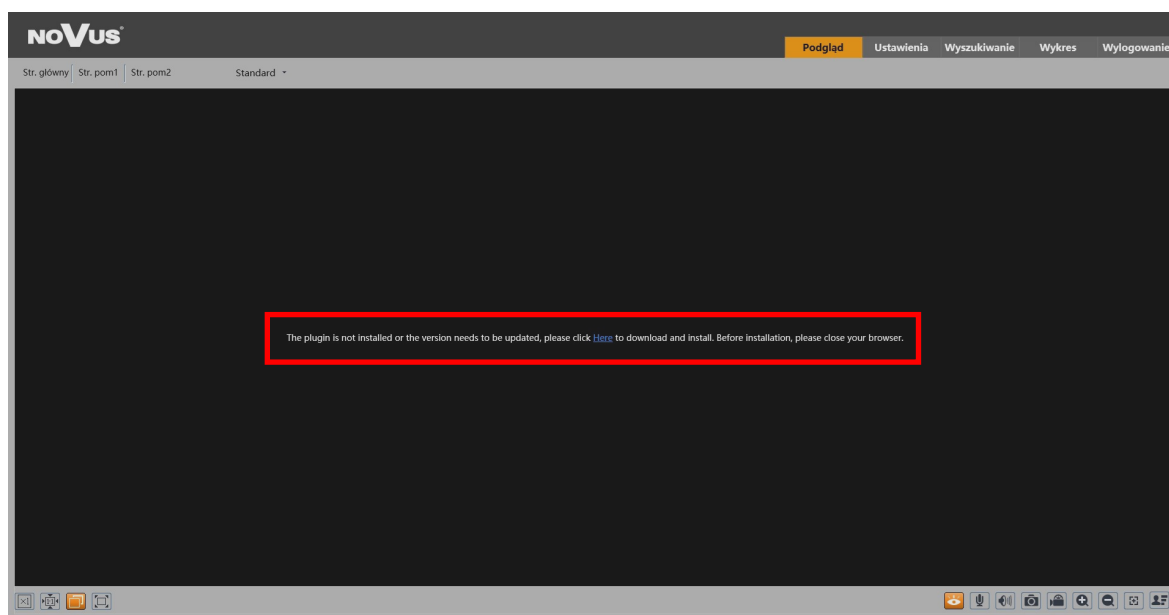 NOVUS
Podgląd Ustawienia Wyszukiwanie Wykres Wylogowanie
Str. główny Str. pom1 Str. pom2 Standard
The plugin is not installed or the version needs to be updated, please click Here to download and install. Before installation, please close your browser.